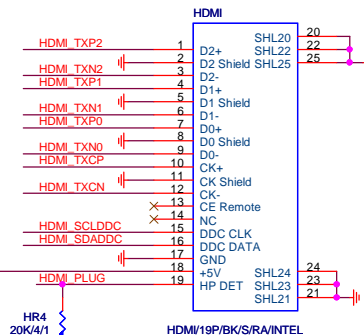 HDMI
HDMI_TXP2 1 D2+ SHL20 20
2 D2 Shield SHL22 22
HDMI_TXN2 3 D2- SHL25 25
HDMI_TXP1 4 D1+
5 D1 Shield
HDMI_TXN1 6 D1-
HDMI_TXP0 7 D0+
8 D0 Shield
HDMI_TXN0 9 D0-
HDMI_TXCP 10 CK+
11 CK Shield
HDMI_TXCN 12 CK-
13 CE Remote
14 NC
HDMI_SCLDDC 15 DDC CLK
HDMI_SDADDC 16 DDC DATA
17 GND
18 +5V SHL24 24
HDMI_PLUG 19 HP DET SHL23 23
SHL21 21
HR4
20K/4/1
HDMI/19P/BK/S/RA/INTEL